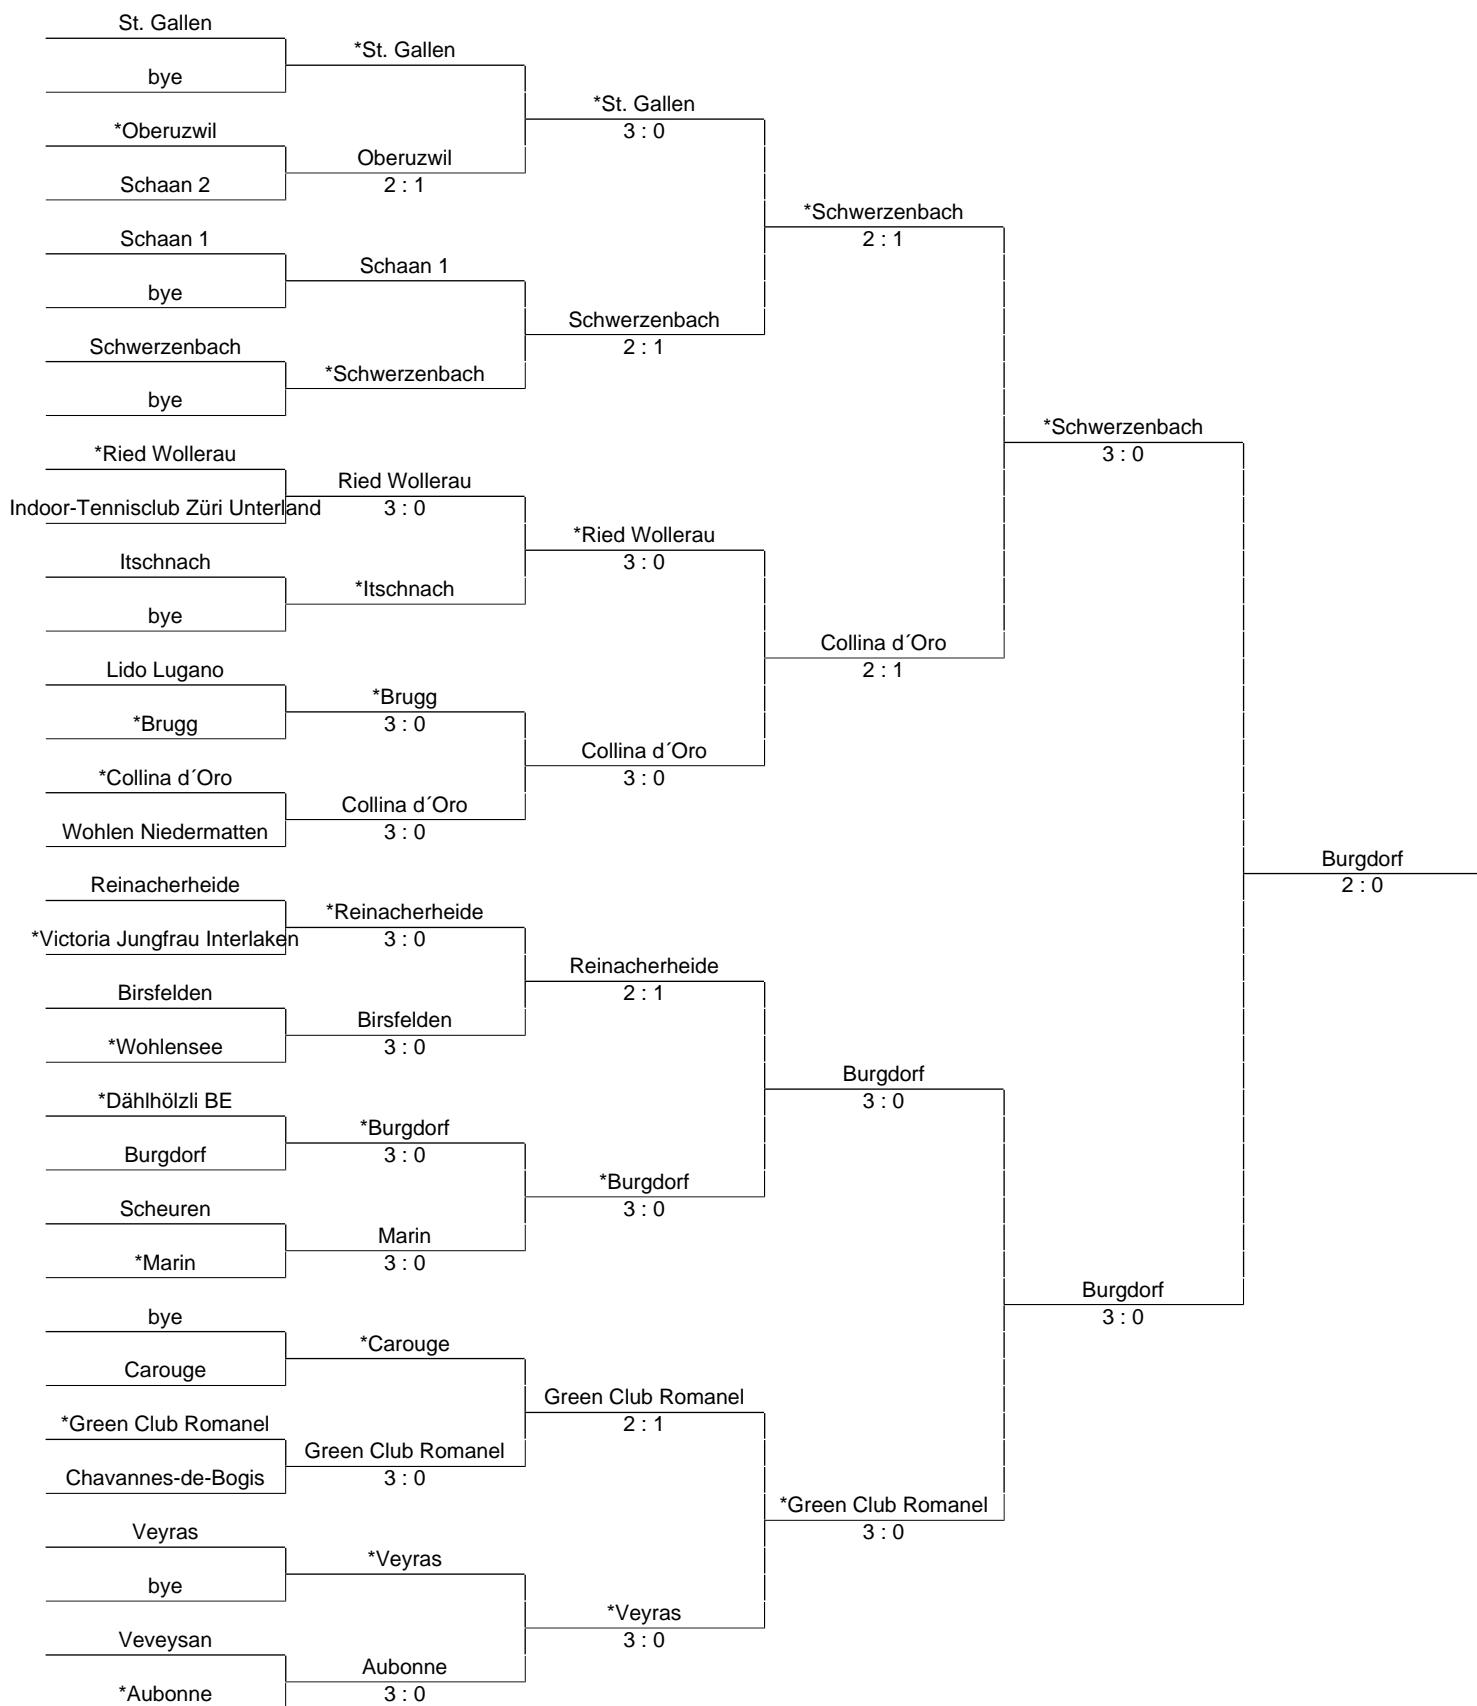 St. Gallen
*St. Gallen
bye
*St. Gallen
3 : 0
*Oberuzwil
Oberuzwil
2 : 1
Schaan 2
*Schwerzenbach
2 : 1
Schaan 1
Schaan 1
bye
Schwerzenbach
2 : 1
Schwerzenbach
*Schwerzenbach
bye
*Schwerzenbach
3 : 0
*Ried Wollerau
Ried Wollerau
3 : 0
Indoor-Tennisclub Züri Unterland
*Ried Wollerau
3 : 0
Itschnach
*Itschnach
bye
Collina d´Oro
2 : 1
Lido Lugano
*Brugg
3 : 0
*Brugg
Collina d´Oro
3 : 0
*Collina d´Oro
Collina d´Oro
3 : 0
Wohlen Niedermatten
Burgdorf
2 : 0
Reinacherheide
*Reinacherheide
3 : 0
*Victoria Jungfrau Interlaken
Reinacherheide
2 : 1
Birsfelden
Birsfelden
3 : 0
*Wohlensee
Burgdorf
3 : 0
*Dählhölzli BE
*Burgdorf
3 : 0
Burgdorf
*Burgdorf
3 : 0
Scheuren
Marin
3 : 0
*Marin
Burgdorf
3 : 0
bye
*Carouge
Carouge
Green Club Romanel
2 : 1
*Green Club Romanel
Green Club Romanel
3 : 0
Chavannes-de-Bogis
*Green Club Romanel
3 : 0
Veyras
*Veyras
bye
*Veyras
3 : 0
Veveysan
Aubonne
3 : 0
*Aubonne